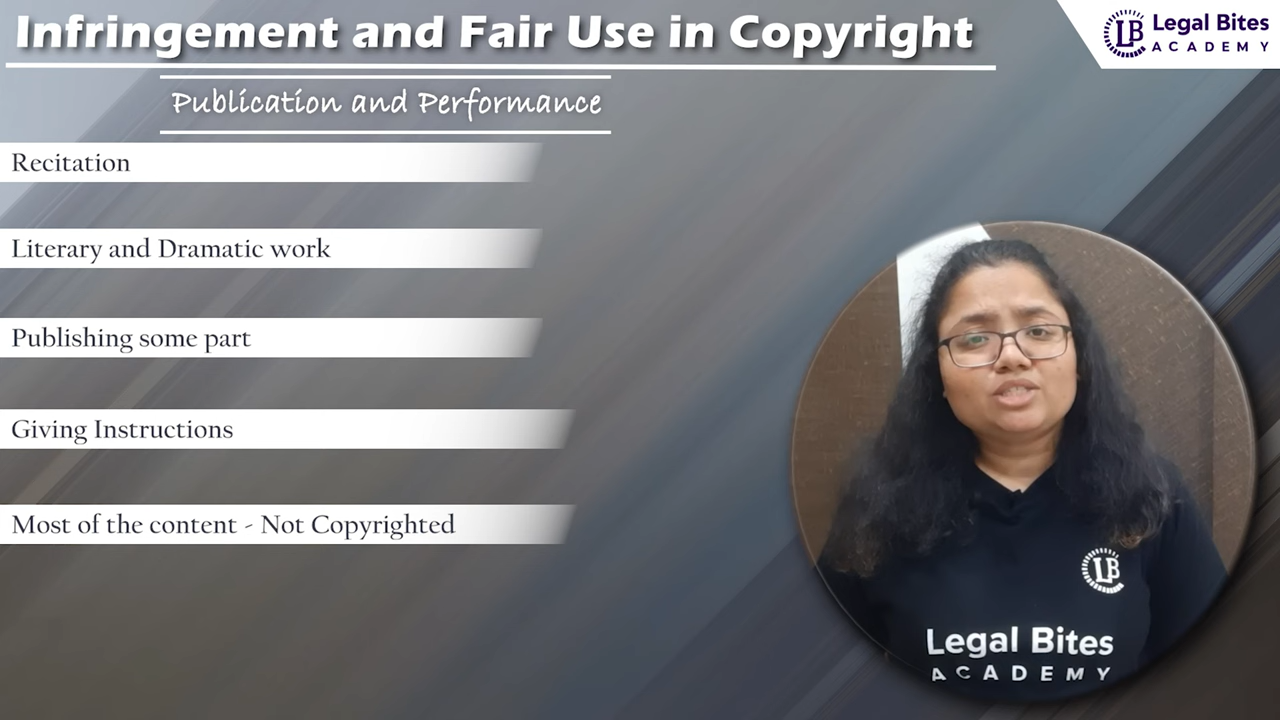 Infringement and Fair Use in Copyright
LB
Legal Bites
ACADEMY
Publication and Performance
Recitation
Literary and Dramatic work
Publishing some part
Giving Instructions
Most of the content - Not Copyrighted
LB
Legal Bites
ACADEMY